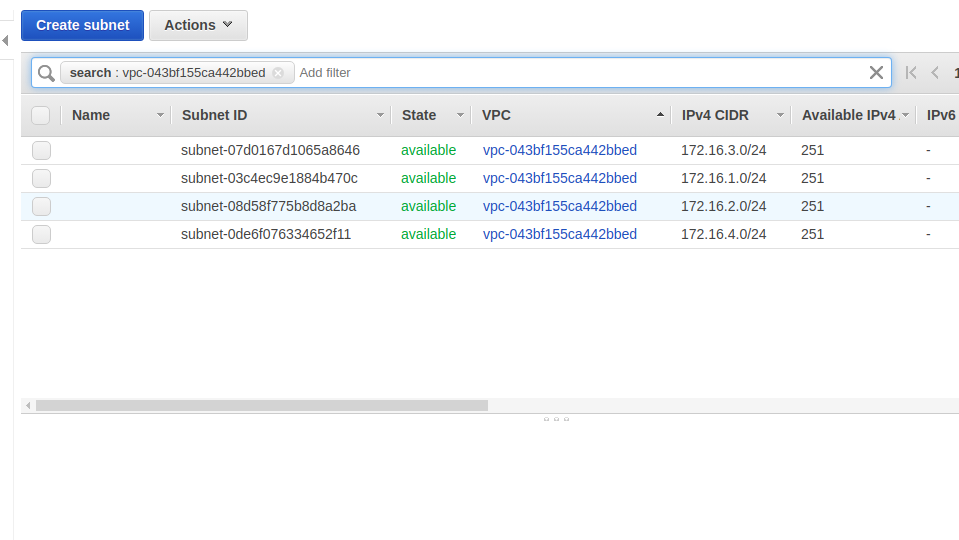 Create subnet Actions
search : vpc-043bf155ca442bbed Add filter 1
Name Subnet ID State VPC IPv4 CIDR Available IPv4 IPv6
subnet-07d0167d1065a8646 available vpc-043bf155ca442bbed 172.16.3.0/24 251 -
subnet-03c4ec9e1884b470c available vpc-043bf155ca442bbed 172.16.1.0/24 251 -
subnet-08d58f775b8d8a2ba available vpc-043bf155ca442bbed 172.16.2.0/24 251 -
subnet-0de6f076334652f11 available vpc-043bf155ca442bbed 172.16.4.0/24 251 -